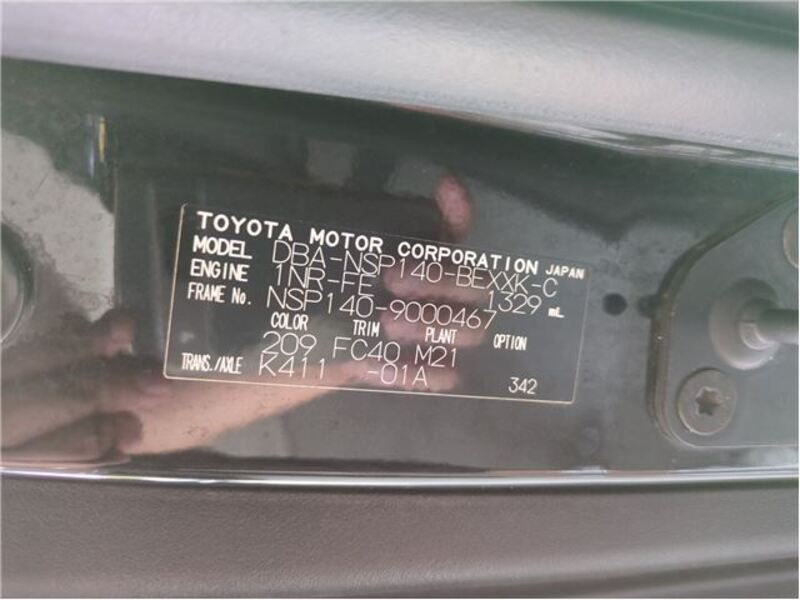 TOYOTA MOTOR CORPORATION JAPAN
MODEL DBA-NSP140-BEXXK-C
ENGINE 1NR-FE 1329 mL
FRAME No. NSP140-9000467
COLOR TRIM PLANT OPTION
209 FC40 M21
TRANS./AXLE K411 -01A 342